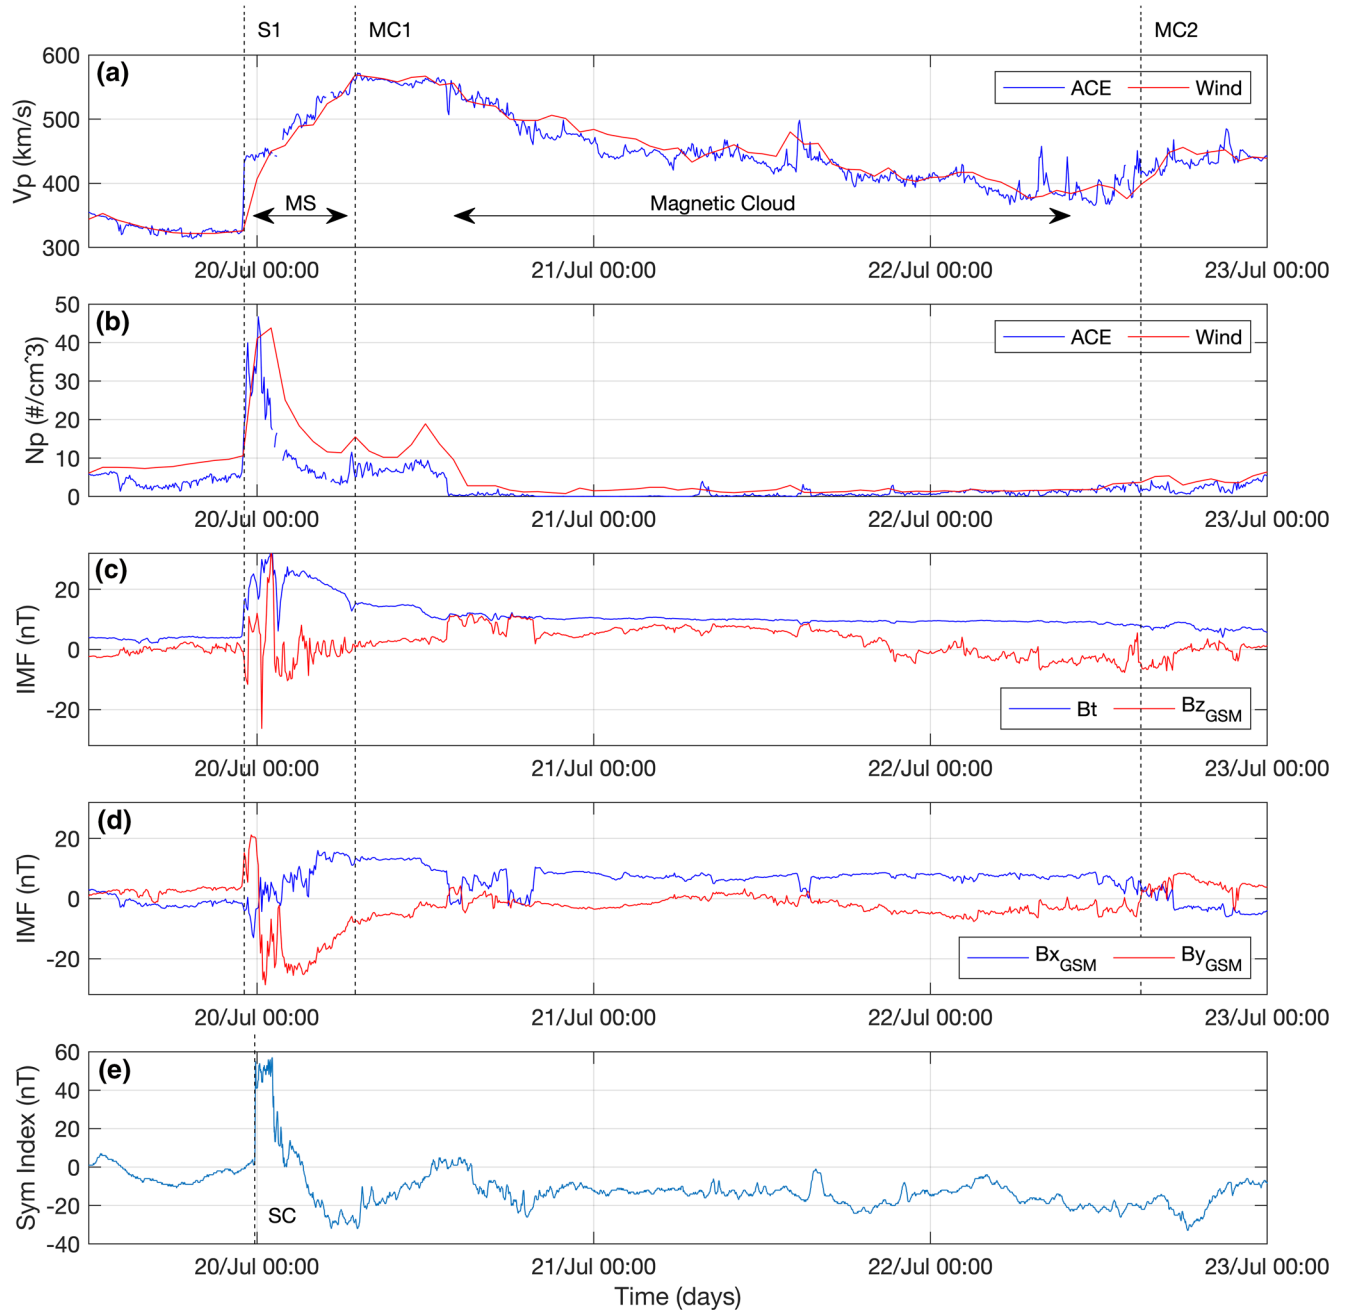 S1 MC1 MC2
(a)
ACE Wind
Vp (km/s)
600
500
400
300
MS
Magnetic Cloud
20/Jul 00:00 21/Jul 00:00 22/Jul 00:00 23/Jul 00:00
(b)
ACE Wind
Np (#/cm^3)
50
40
30
20
10
0
20/Jul 00:00 21/Jul 00:00 22/Jul 00:00 23/Jul 00:00
(c)
IMF (nT)
20
0
-20
Bt BzGSM
20/Jul 00:00 21/Jul 00:00 22/Jul 00:00 23/Jul 00:00
(d)
IMF (nT)
20
0
-20
BxGSM ByGSM
20/Jul 00:00 21/Jul 00:00 22/Jul 00:00 23/Jul 00:00
(e)
Sym Index (nT)
60
40
20
0
-20
-40
SC
20/Jul 00:00 21/Jul 00:00 22/Jul 00:00 23/Jul 00:00
Time (days)